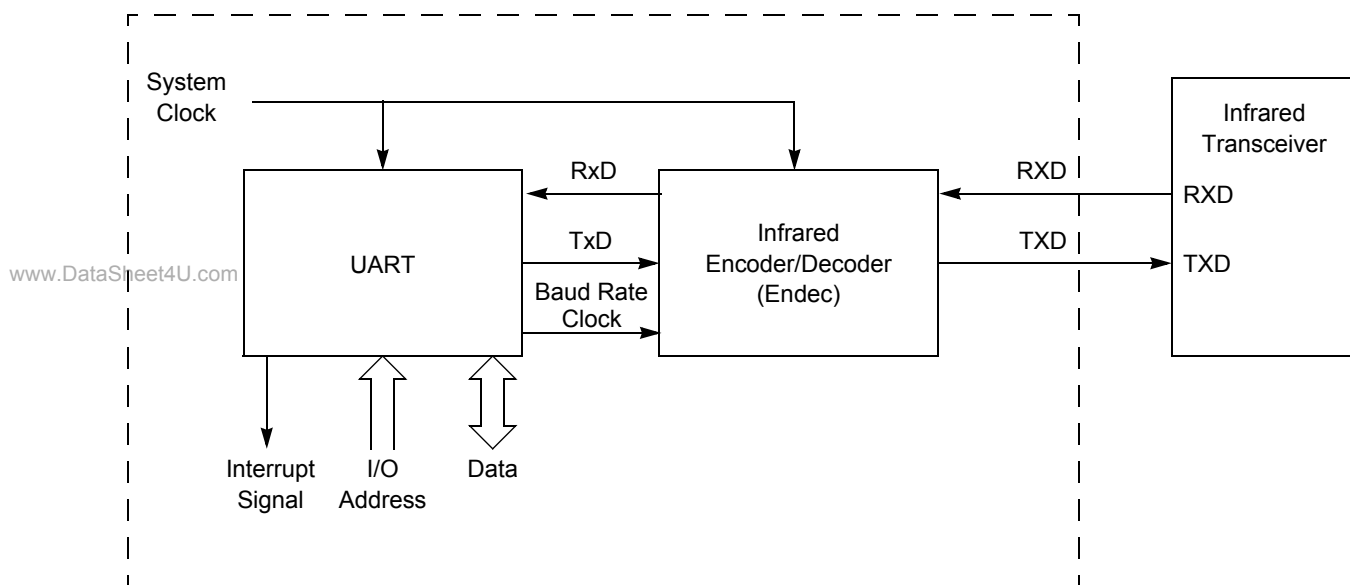 System
Clock
Infrared
Transceiver
RxD
RXD
RXD
TxD
TXD
TXD
UART
Infrared
Encoder/Decoder
(Endec)
Baud Rate
Clock
www.DataSheet4U.com
Interrupt
Signal
I/O
Address
Data